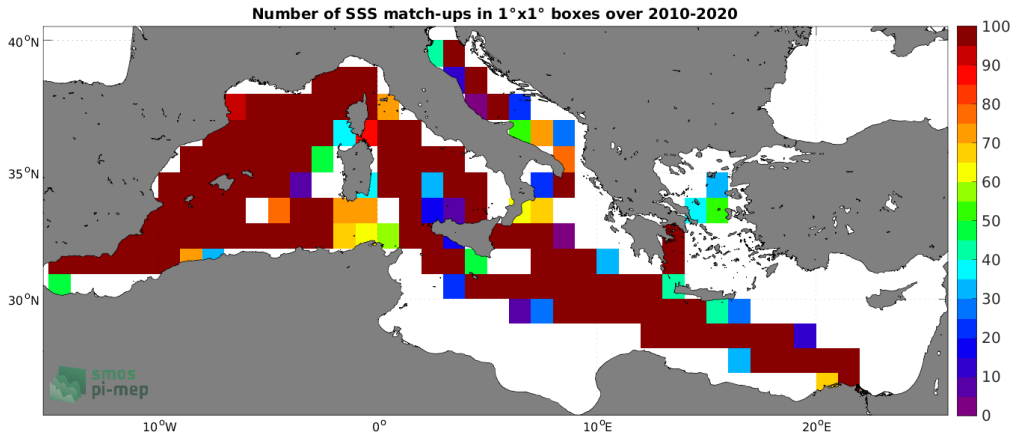 Number of SSS match-ups in 1°x1° boxes over 2010-2020
40°N
35°N
30°N
10°W
0°
10°E
20°E
100
90
80
70
60
50
40
30
20
10
0
smos
pi-mep